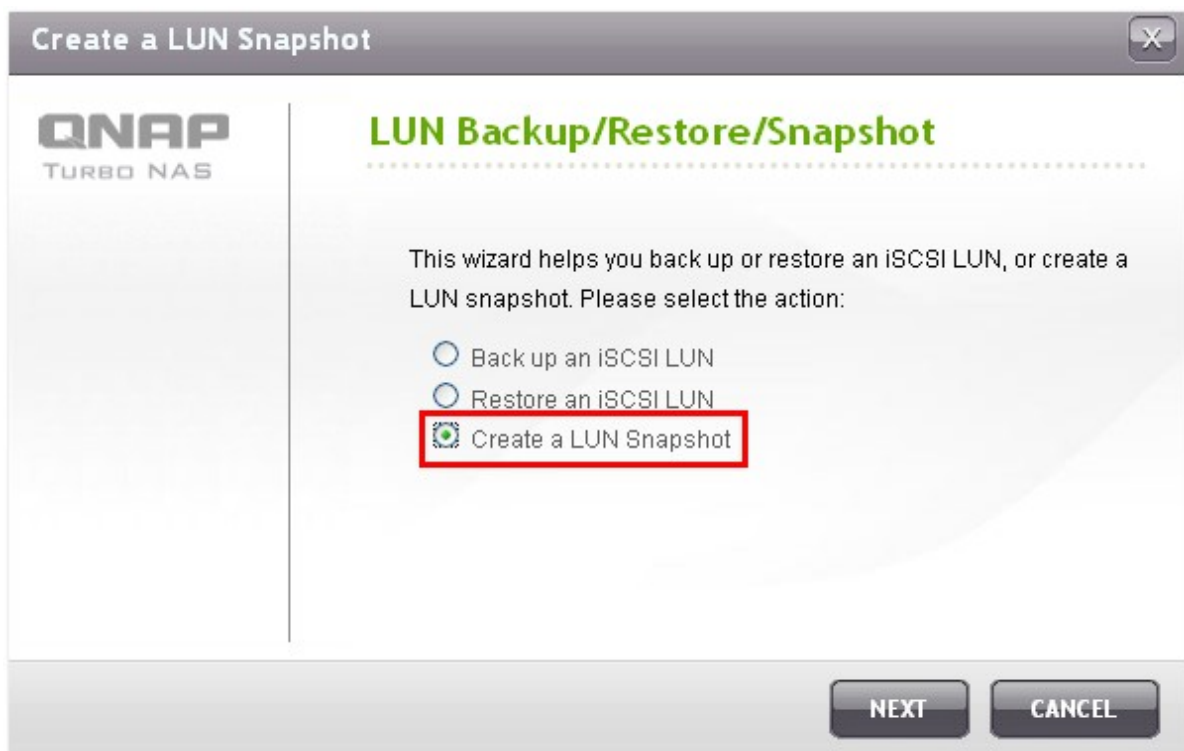 Create a LUN Snapshot
X
QNAP
TURBO NAS
LUN Backup/Restore/Snapshot
This wizard helps you back up or restore an iSCSI LUN, or create a
LUN snapshot. Please select the action:
Back up an iSCSI LUN
Restore an iSCSI LUN
Create a LUN Snapshot
NEXT
CANCEL